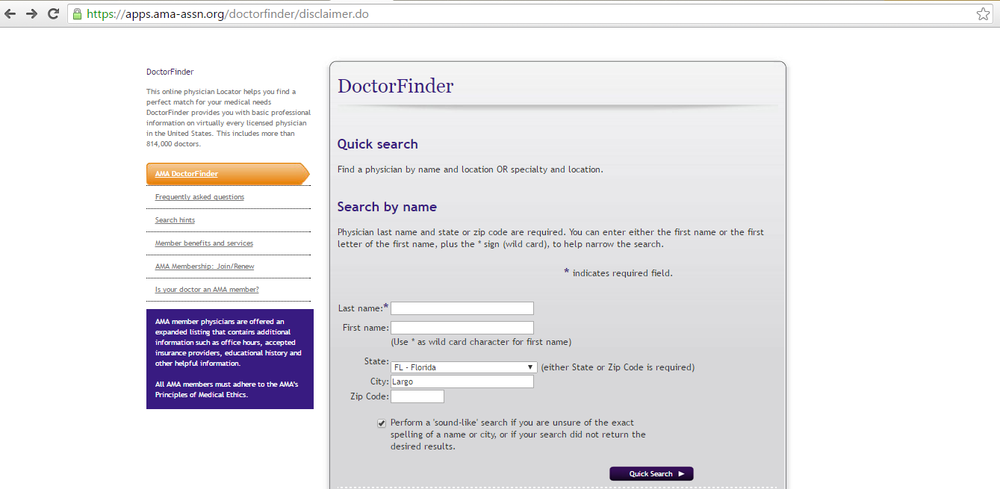 https://apps.ama-assn.org/doctorfinder/disclaimer.do
DoctorFinder
This online physician Locator helps you find a
perfect match for your medical needs
DoctorFinder provides you with basic professional
information on virtually every licensed physician
in the United States. This includes more than
814,000 doctors.
AMA DoctorFinder
Frequently asked questions
Search hints
Member benefits and services
AMA Membership: Join/Renew
Is your doctor an AMA member?
AMA member physicians are offered an
expanded listing that contains additional
information such as office hours, accepted
insurance providers, educational history and
other helpful information.
All AMA members must adhere to the AMA's
Principles of Medical Ethics.
DoctorFinder
Quick search
Find a physician by name and location OR specialty and location.
Search by name
Physician last name and state or zip code are required. You can enter either the first name or the first
letter of the first name, plus the * sign (wild card), to help narrow the search.
* indicates required field.
Last name:*
First name:
(Use * as wild card character for first name)
State: FL - Florida (either State or Zip Code is required)
City: Largo
Zip Code:
Perform a 'sound-like' search if you are unsure of the exact
spelling of a name or city, or if your search did not return the
desired results.
Quick Search